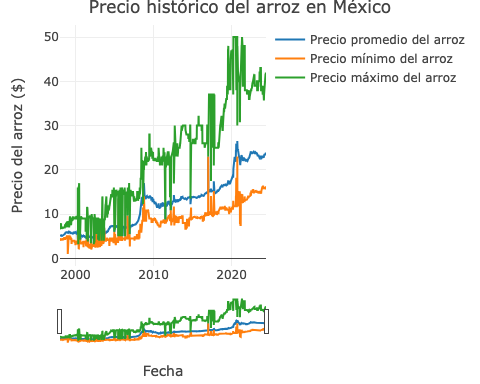 Precio histórico del arroz en México
Precio promedio del arroz
Precio mínimo del arroz
Precio máximo del arroz
Precio del arroz ($)
50
40
30
20
10
0
2000 2010 2020
Fecha